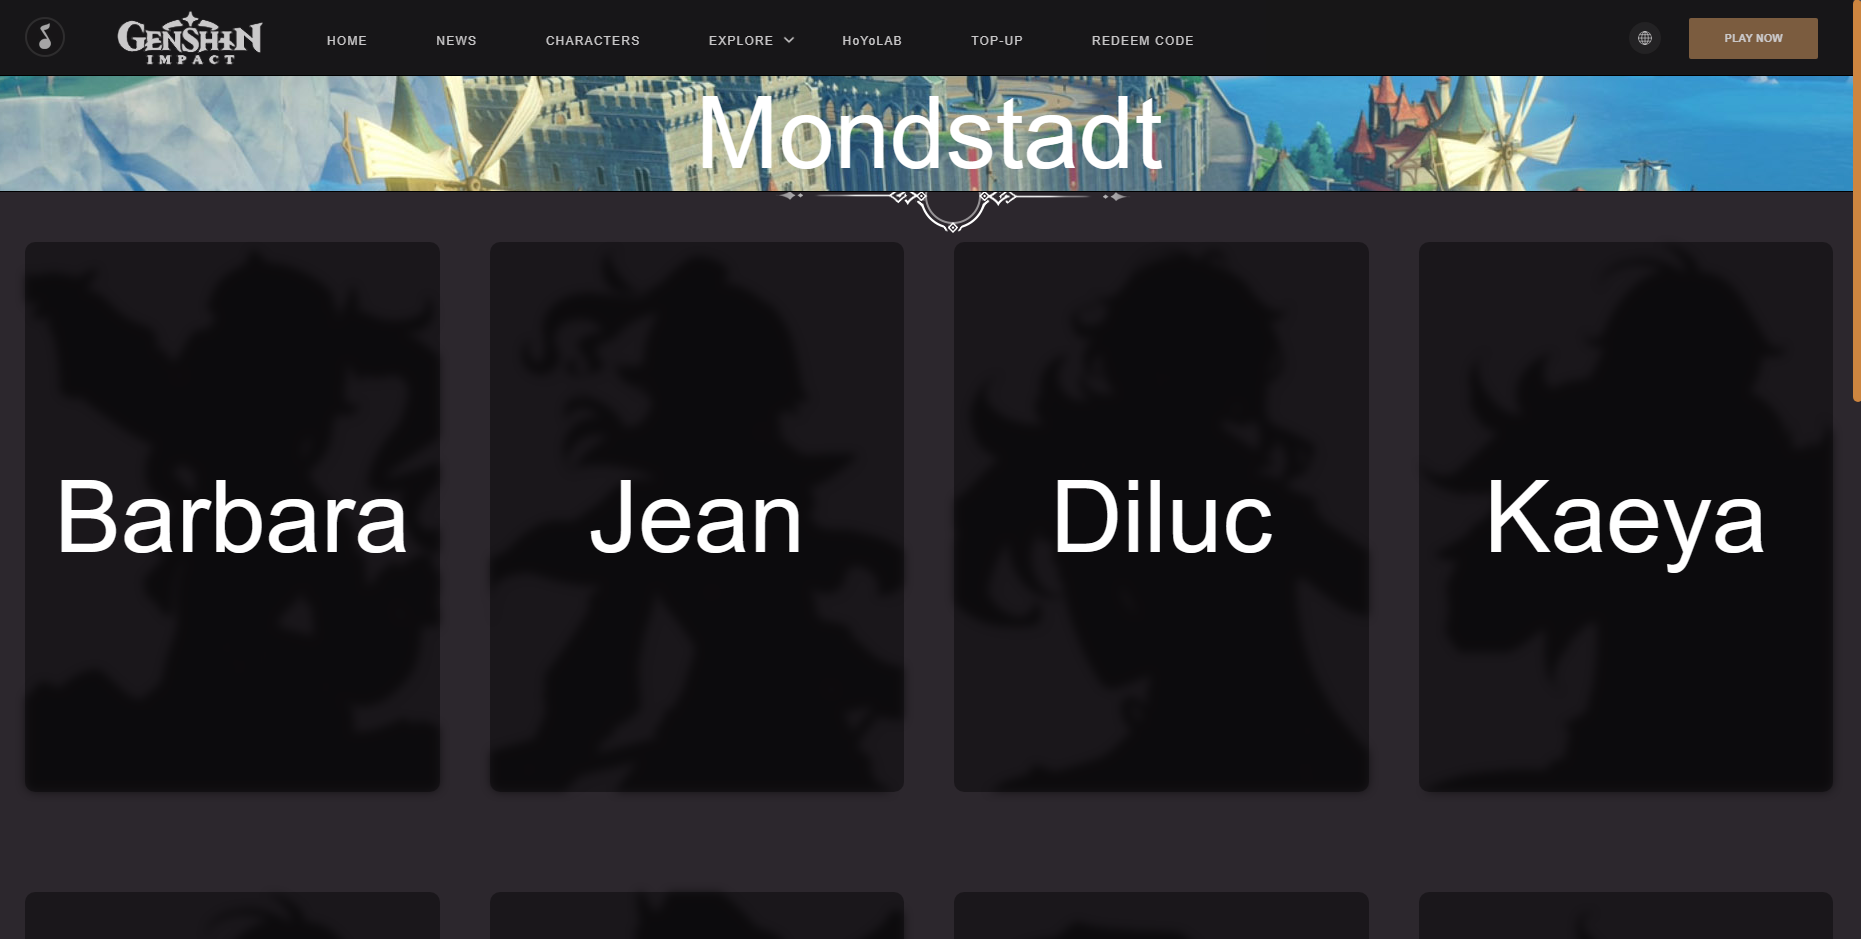 GENSHIN
IMPACT
HOME
NEWS
CHARACTERS
EXPLORE
HoYoLAB
TOP-UP
REDEEM CODE
PLAY NOW
Mondstadt
Barbara
Jean
Diluc
Kaeya